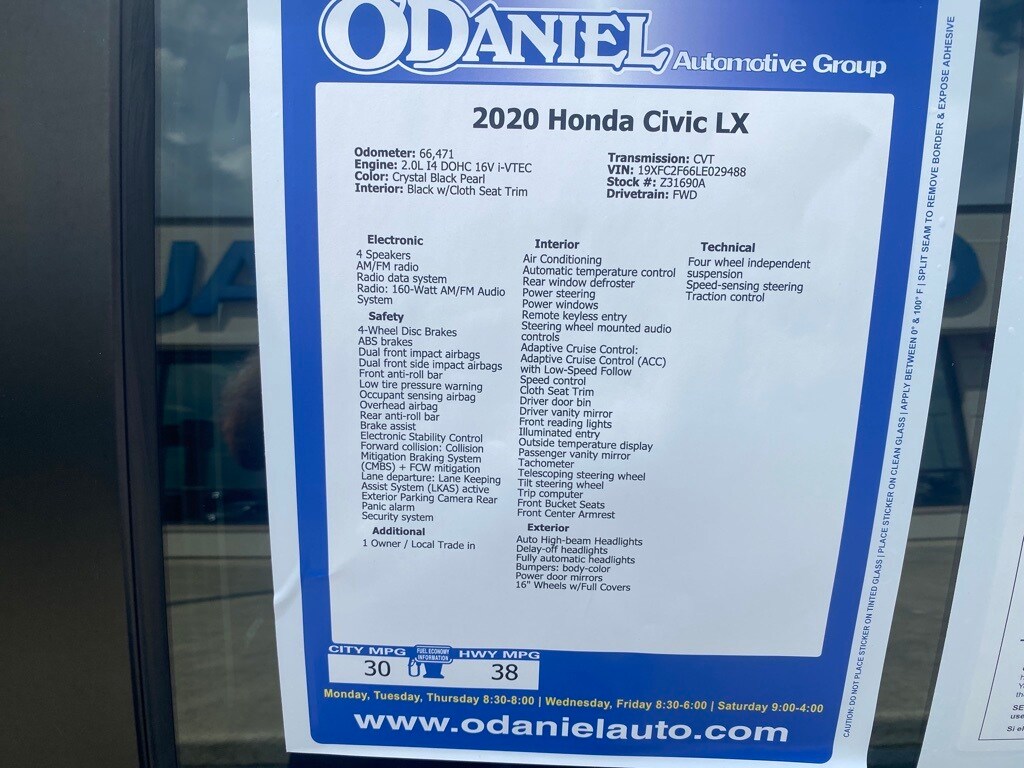 O'DANIEL
Automotive Group
2020 Honda Civic LX
Odometer: 66,471
Engine: 2.0L I4 DOHC 16V i-VTEC
Color: Crystal Black Pearl
Interior: Black w/Cloth Seat Trim
Transmission: CVT
VIN: 19XFC2F66LE029488
Stock #: Z31690A
Drivetrain: FWD
Electronic
4 Speakers
AM/FM radio
Radio data system
Radio: 160-Watt AM/FM Audio
System
Safety
4-Wheel Disc Brakes
ABS brakes
Dual front impact airbags
Dual front side impact airbags
Front anti-roll bar
Low tire pressure warning
Occupant sensing airbag
Overhead airbag
Rear anti-roll bar
Brake assist
Electronic Stability Control
Forward collision: Collision
Mitigation Braking System
(CMBS) + FCW mitigation
Lane departure: Lane Keeping
Assist System (LKAS) active
Exterior Parking Camera Rear
Panic alarm
Security system
Additional
1 Owner / Local Trade in
Interior
Air Conditioning
Automatic temperature control
Rear window defroster
Power steering
Power windows
Remote keyless entry
Steering wheel mounted audio
controls
Adaptive Cruise Control:
Adaptive Cruise Control (ACC)
with Low-Speed Follow
Speed control
Cloth Seat Trim
Driver door bin
Driver vanity mirror
Front reading lights
Illuminated entry
Outside temperature display
Passenger vanity mirror
Tachometer
Telescoping steering wheel
Tilt steering wheel
Trip computer
Front Bucket Seats
Front Center Armrest
Exterior
Auto High-beam Headlights
Delay-off headlights
Fully automatic headlights
Bumpers: body-color
Power door mirrors
16" Wheels w/Full Covers
Technical
Four wheel independent
suspension
Speed-sensing steering
Traction control
CITY MPG
30
FUEL ECONOMY
INFORMATION
HWY MPG
38
Monday, Tuesday, Thursday 8:30-8:00 | Wednesday, Friday 8:30-6:00 | Saturday 9:00-4:00
www.odanielauto.com
CAUTION: DO NOT PLACE STICKER ON TINTED GLASS | PLACE STICKER ON CLEAN GLASS | APPLY BETWEEN 0° & 100° F | SPLIT SEAM TO REMOVE BORDER & EXPOSE ADHESIVE